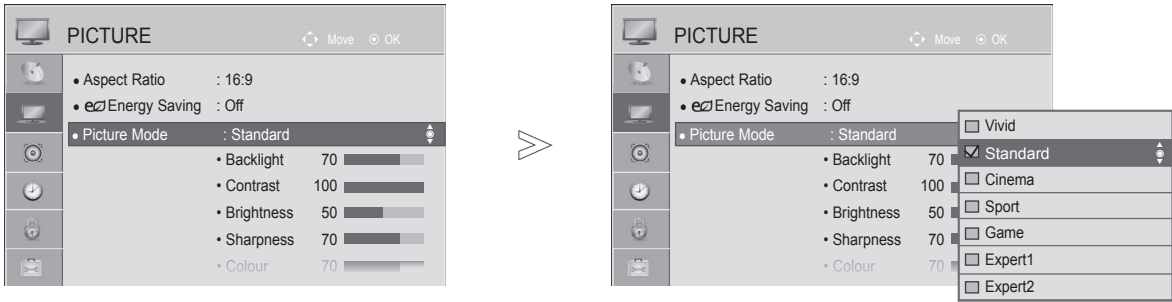 PICTURE Move OK
• Aspect Ratio : 16:9
• eco Energy Saving : Off
• Picture Mode : Standard
• Backlight 70
• Contrast 100
• Brightness 50
• Sharpness 70
• Colour 70
>
PICTURE Move OK
• Aspect Ratio : 16:9
• eco Energy Saving : Off
• Picture Mode : Standard
• Backlight 70
• Contrast 100
• Brightness 50
• Sharpness 70
• Colour 70
Vivid
Standard
Cinema
Sport
Game
Expert1
Expert2